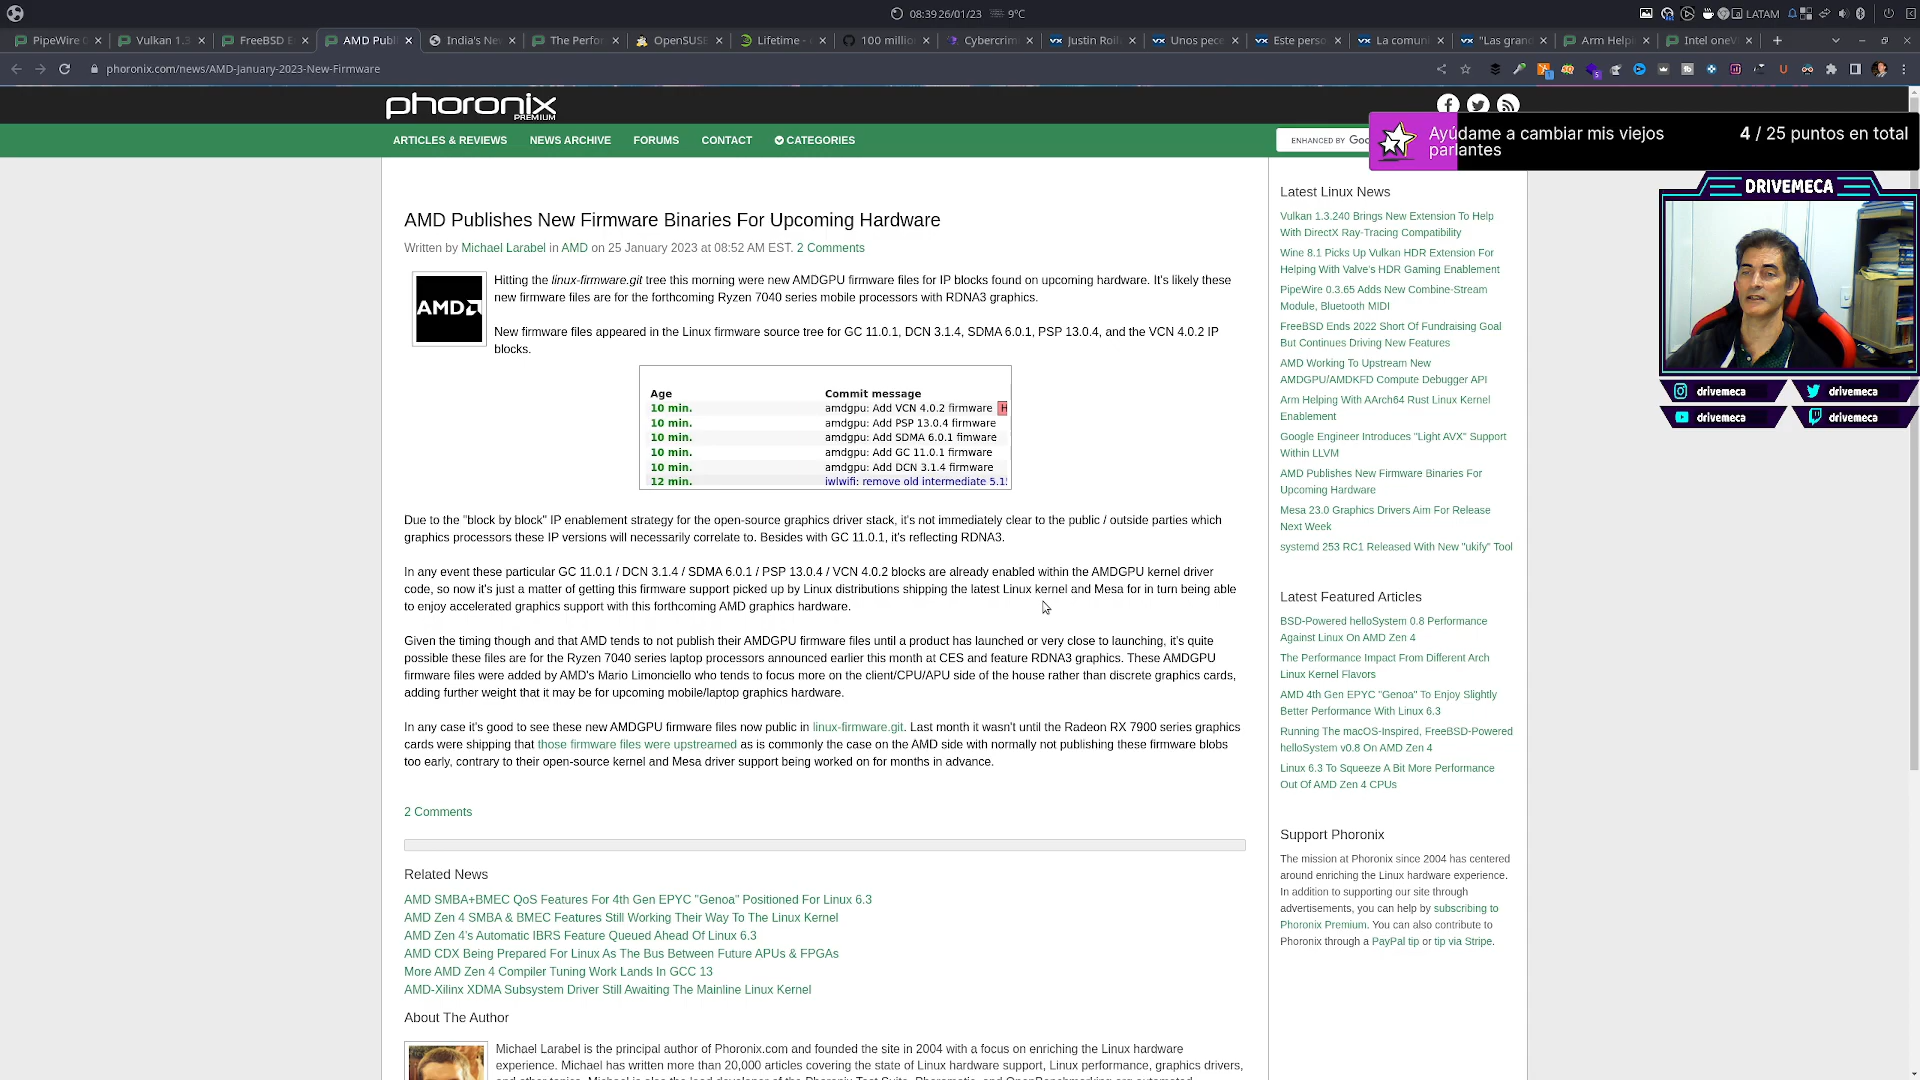 08:39 26/01/23 9°C
LATAM
PipeWire 0
Vulkan 1.3
FreeBSD E
AMD Publ
India's Ne
The Perfor
OpenSUSE
Lifetime -
100 millio
Cybercrim
Justin Roil
Unos pece
Este perso
La comuni
"Las grand
Arm Helpi
Intel oneV
phoronix.com/news/AMD-January-2023-New-Firmware
phoronix
PREMIUM
ARTICLES & REVIEWS
NEWS ARCHIVE
FORUMS
CONTACT
CATEGORIES
ENHANCED BY
Ayúdame a cambiar mis viejos
parlantes
4 / 25 puntos en total
DRIVEMECA
drivemeca
drivemeca
drivemeca
drivemeca
AMD Publishes New Firmware Binaries For Upcoming Hardware
Written by Michael Larabel in AMD on 25 January 2023 at 08:52 AM EST. 2 Comments
AMD
Hitting the linux-firmware.git tree this morning were new AMDGPU firmware files for IP blocks found on upcoming hardware. It's likely these
new firmware files are for the forthcoming Ryzen 7040 series mobile processors with RDNA3 graphics.
New firmware files appeared in the Linux firmware source tree for GC 11.0.1, DCN 3.1.4, SDMA 6.0.1, PSP 13.0.4, and the VCN 4.0.2 IP
blocks.
Age Commit message
10 min. amdgpu: Add VCN 4.0.2 firmware H
10 min. amdgpu: Add PSP 13.0.4 firmware
10 min. amdgpu: Add SDMA 6.0.1 fimware
10 min. amdgpu: Add GC 11.0.1 firmware
10 min. amdgpu: Add DCN 3.1.4 firmware
12 min. iwlwifi: remove old intermediate 5.1
Due to the "block by block" IP enablement strategy for the open-source graphics driver stack, it's not immediately clear to the public / outside parties which
graphics processors these IP versions will necessarily correlate to. Besides with GC 11.0.1, it's reflecting RDNA3.
In any event these particular GC 11.0.1 / DCN 3.1.4 / SDMA 6.0.1 / PSP 13.0.4 / VCN 4.0.2 blocks are already enabled within the AMDGPU kernel driver
code, so now it's just a matter of getting this firmware support picked up by Linux distributions shipping the latest Linux kernel and Mesa for in turn being able
to enjoy accelerated graphics support with this forthcoming AMD graphics hardware.
Given the timing though and that AMD tends to not publish their AMDGPU firmware files until a product has launched or very close to launching, it's quite
possible these files are for the Ryzen 7040 series laptop processors announced earlier this month at CES and feature RDNA3 graphics. These AMDGPU
firmware files were added by AMD's Mario Limonciello who tends to focus more on the client/CPU/APU side of the house rather than discrete graphics cards,
adding further weight that it may be for upcoming mobile/laptop graphics hardware.
In any case it's good to see these new AMDGPU firmware files now public in linux-firmware.git. Last month it wasn't until the Radeon RX 7900 series graphics
cards were shipping that those firmware files were upstreamed as is commonly the case on the AMD side with normally not publishing these firmware blobs
too early, contrary to their open-source kernel and Mesa driver support being worked on for months in advance.
2 Comments
Related News
AMD SMBA+BMEC QoS Features For 4th Gen EPYC "Genoa" Positioned For Linux 6.3
AMD Zen 4 SMBA & BMEC Features Still Working Their Way To The Linux Kernel
AMD Zen 4's Automatic IBRS Feature Queued Ahead Of Linux 6.3
AMD CDX Being Prepared For Linux As The Bus Between Future APUs & FPGAs
More AMD Zen 4 Compiler Tuning Work Lands In GCC 13
AMD-Xilinx XDMA Subsystem Driver Still Awaiting The Mainline Linux Kernel
About The Author
Michael Larabel is the principal author of Phoronix.com and founded the site in 2004 with a focus on enriching the Linux hardware
experience. Michael has written more than 20,000 articles covering the state of Linux hardware support, Linux performance, graphics drivers,
Latest Linux News
Vulkan 1.3.240 Brings New Extension To Help
With DirectX Ray-Tracing Compatibility
Wine 8.1 Picks Up Vulkan HDR Extension For
Helping With Valve's HDR Gaming Enablement
PipeWire 0.3.65 Adds New Combine-Stream
Module, Bluetooth MIDI
FreeBSD Ends 2022 Short Of Fundraising Goal
But Continues Driving New Features
AMD Working To Upstream New
AMDGPU/AMDKFD Compute Debugger API
Arm Helping With AArch64 Rust Linux Kernel
Enablement
Google Engineer Introduces "Light AVX" Support
Within LLVM
AMD Publishes New Firmware Binaries For
Upcoming Hardware
Mesa 23.0 Graphics Drivers Aim For Release
Next Week
systemd 253 RC1 Released With New "ukify" Tool
Latest Featured Articles
BSD-Powered helloSystem 0.8 Performance
Against Linux On AMD Zen 4
The Performance Impact From Different Arch
Linux Kernel Flavors
AMD 4th Gen EPYC "Genoa" To Enjoy Slightly
Better Performance With Linux 6.3
Running The macOS-Inspired, FreeBSD-Powered
helloSystem v0.8 On AMD Zen 4
Linux 6.3 To Squeeze A Bit More Performance
Out Of AMD Zen 4 CPUs
Support Phoronix
The mission at Phoronix since 2004 has centered
around enriching the Linux hardware experience.
In addition to supporting our site through
advertisements, you can help by subscribing to
Phoronix Premium. You can also contribute to
Phoronix through a PayPal tip or tip via Stripe.